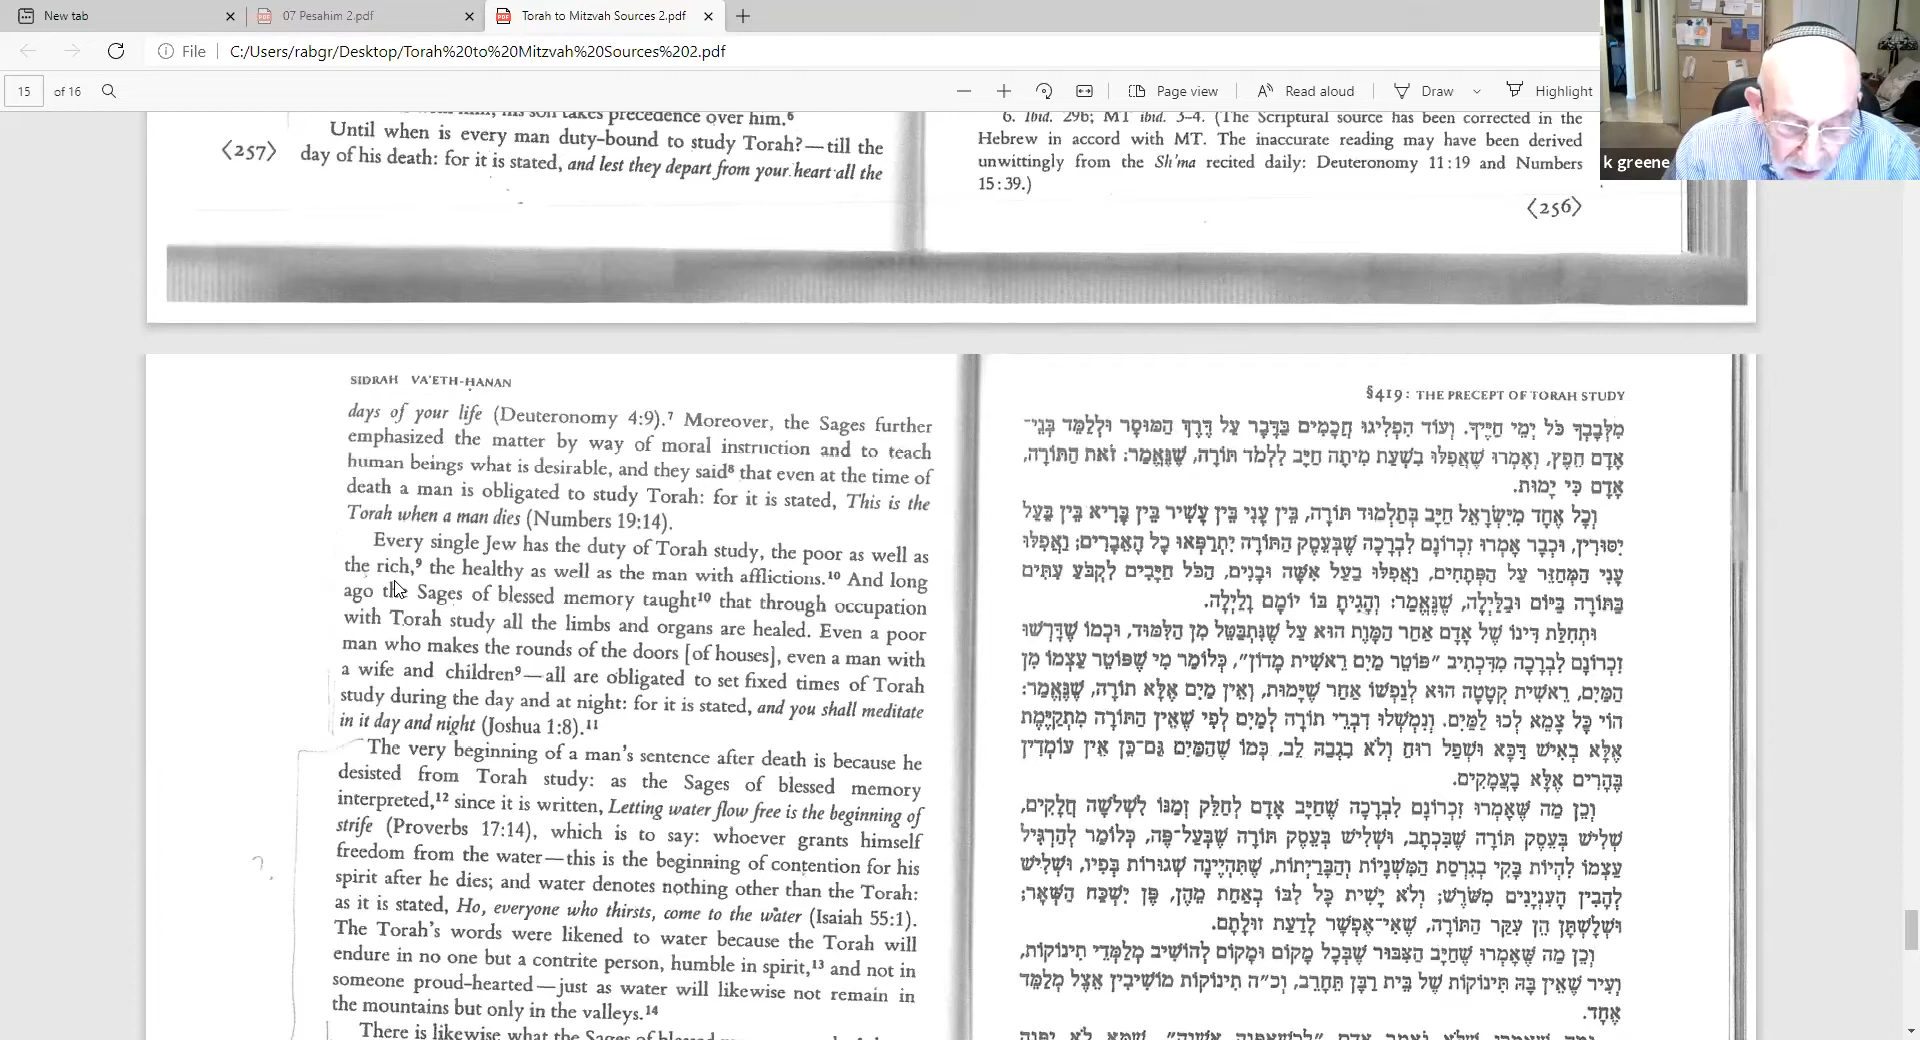 New tab
07 Pesahim 2.pdf
Torah to Mitzvah Sources 2.pdf
File
C:/Users/rabgr/Desktop/Torah%20to%20Mitzvah%20Sources%202.pdf
15 of 16
Page view
Read aloud
Draw
Highlight
k greene
his son takes precedence over him.⁶
Until when is every man duty-bound to study Torah?—till the
⟨257⟩ day of his death: for it is stated, and lest they depart from your heart all the
6. Ibid. 29b; MT ibid. 3-4. (The Scriptural source has been corrected in the
Hebrew in accord with MT. The inaccurate reading may have been derived
unwittingly from the Sh'ma recited daily: Deuteronomy 11:19 and Numbers
15:39.)
⟨256⟩
SIDRAH VA'ETH-ḤANAN
days of your life (Deuteronomy 4:9).⁷ Moreover, the Sages further
emphasized the matter by way of moral instruction and to teach
human beings what is desirable, and they said⁸ that even at the time of
death a man is obligated to study Torah: for it is stated, This is the
Torah when a man dies (Numbers 19:14).
Every single Jew has the duty of Torah study, the poor as well as
the rich,⁹ the healthy as well as the man with afflictions.¹⁰ And long
ago the Sages of blessed memory taught¹⁰ that through occupation
with Torah study all the limbs and organs are healed. Even a poor
man who makes the rounds of the doors [of houses], even a man with
a wife and children⁹—all are obligated to set fixed times of Torah
study during the day and at night: for it is stated, and you shall meditate
in it day and night (Joshua 1:8).¹¹
The very beginning of a man's sentence after death is because he
desisted from Torah study: as the Sages of blessed memory
interpreted,¹² since it is written, Letting water flow free is the beginning of
strife (Proverbs 17:14), which is to say: whoever grants himself
freedom from the water—this is the beginning of contention for his
spirit after he dies; and water denotes nothing other than the Torah:
as it is stated, Ho, everyone who thirsts, come to the water (Isaiah 55:1).
The Torah's words were likened to water because the Torah will
endure in no one but a contrite person, humble in spirit,¹³ and not in
someone proud-hearted—just as water will likewise not remain in
the mountains but only in the valleys.¹⁴
There is likewise what the Sages of blessed
§419: THE PRECEPT OF TORAH STUDY
מִלְּבָבְךָ כֹּל יְמֵי חַיֶּיךָ. וְעוֹד הִפְלִיגוּ חֲכָמִים בַּדָּבָר עַל דֶּרֶךְ הַמּוּסָר וּלְלַמֵּד בְּנֵי־
אָדָם חֵפֶץ, וְאָמְרוּ שֶׁאֲפִלּוּ בִשְׁעַת מִיתָה חַיָּב לִלְמֹד תּוֹרָה, שֶׁנֶּאֱמַר: זֹאת הַתּוֹרָה,
אָדָם כִּי יָמוּת.
וְכָל אֶחָד מִיִּשְׂרָאֵל חַיָּב בְּתַלְמוּד תּוֹרָה, בֵּין עָנִי בֵּין עָשִׁיר בֵּין בָּרִיא בֵּין בַּעַל
יִסּוּרִין, וּכְבָר אָמְרוּ זִכְרוֹנָם לִבְרָכָה שֶׁבְּעֵסֶק הַתּוֹרָה יִתְרַפְּאוּ כָל הָאֵבָרִים; וַאֲפִלּוּ
עָנִי הַמְּחַזֵּר עַל הַפְּתָחִים, וַאֲפִלּוּ בַעַל אִשָּׁה וּבָנִים, הַכֹּל חַיָּבִים לִקְבֹּעַ עִתִּים
בַּתּוֹרָה בַּיּוֹם וּבַלַּיְלָה, שֶׁנֶּאֱמַר: וְהָגִיתָ בּוֹ יוֹמָם וָלַיְלָה.
וּתְחִלַּת דִּינוֹ שֶׁל אָדָם אַחַר הַמָּוֶת הוּא עַל שֶׁנִּתְבַּטֵּל מִן הַלִּמּוּד, וּכְמוֹ שֶׁדָּרְשׁוּ
זִכְרוֹנָם לִבְרָכָה מִדִּכְתִיב "פּוֹטֵר מַיִם רֵאשִׁית מָדוֹן", כְּלוֹמַר מִי שֶׁפּוֹטֵר עַצְמוֹ מִן
הַמַּיִם, רֵאשִׁית קְטָטָה הוּא לְנַפְשׁוֹ אַחַר שֶׁיָּמוּת, וְאֵין מַיִם אֶלָּא תוֹרָה, שֶׁנֶּאֱמַר:
הוֹי כָּל צָמֵא לְכוּ לַמַּיִם. וְנִמְשְׁלוּ דִבְרֵי תוֹרָה לְמַיִם לְפִי שֶׁאֵין הַתּוֹרָה מִתְקַיֶּמֶת
אֶלָּא בְאִישׁ דַּכָּא וּשְׁפַל רוּחַ וְלֹא בִגְבַהּ לֵב, כְּמוֹ שֶׁהַמַּיִם גַּם־כֵּן אֵין עוֹמְדִין
בֶּהָרִים אֶלָּא בָעֲמָקִים.
וְכֵן מַה שֶּׁאָמְרוּ זִכְרוֹנָם לִבְרָכָה שֶׁחַיָּב אָדָם לְחַלֵּק זְמַנּוֹ לִשְׁלֹשָׁה חֲלָקִים,
שְׁלִישׁ בְּעֵסֶק תּוֹרָה שֶׁבִּכְתָב, וּשְׁלִישׁ בְּעֵסֶק תּוֹרָה שֶׁבְּעַל־פֶּה, כְּלוֹמַר לְהַרְגִּיל
עַצְמוֹ לִהְיוֹת בָּקִי בְגִרְסַת הַמִּשְׁנָיוֹת וְהַבָּרַיְתוֹת, שֶׁתִּהְיֶינָה שְׁגוּרוֹת בְּפִיו, וּשְׁלִישׁ
לְהָבִין הָעִנְיָנִים מִשֹּׁרֶשׁ; וְלֹא יָשִׁית כָּל לִבּוֹ בְּאַחַת מֵהֶן, פֶּן יִשְׁכַּח הַשְּׁאָר;
וּשְׁלָשְׁתָּן הֵן עִקַּר הַתּוֹרָה, שֶׁאִי־אֶפְשָׁר לְדַעַת זוּלָתָם.
וְכֵן מַה שֶּׁאָמְרוּ שֶׁחַיָּב הַצִּבּוּר שֶׁבְּכָל מָקוֹם וּמָקוֹם לְהוֹשִׁיב מְלַמְּדֵי תִינוֹקוֹת,
וְעִיר שֶׁאֵין בָּהּ תִּינוֹקוֹת שֶׁל בֵּית רַבָּן תֵּחָרֵב, וְכ"ה תִינוֹקוֹת מוֹשִׁיבִין אֵצֶל מְלַמֵּד
אֶחָד.